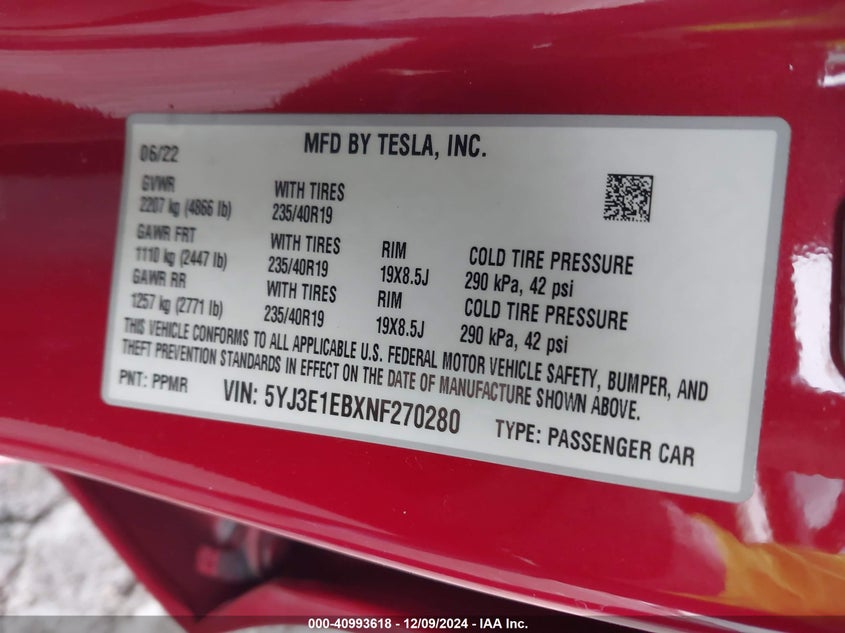 06/22 MFD BY TESLA, INC.
GVWR
2207 kg (4866 lb) WITH TIRES 235/40R19
GAWR FRT
1110 kg (2447 lb) WITH TIRES 235/40R19 RIM 19X8.5J COLD TIRE PRESSURE 290 kPa, 42 psi
GAWR RR
1257 kg (2771 lb) WITH TIRES 235/40R19 RIM 19X8.5J COLD TIRE PRESSURE 290 kPa, 42 psi
THIS VEHICLE CONFORMS TO ALL APPLICABLE U.S. FEDERAL MOTOR VEHICLE SAFETY, BUMPER, AND
THEFT PREVENTION STANDARDS IN EFFECT ON THE DATE OF MANUFACTURE SHOWN ABOVE.
PNT: PPMR VIN: 5YJ3E1EBXNF270280 TYPE: PASSENGER CAR
000-40993618 - 12/09/2024 - IAA Inc.